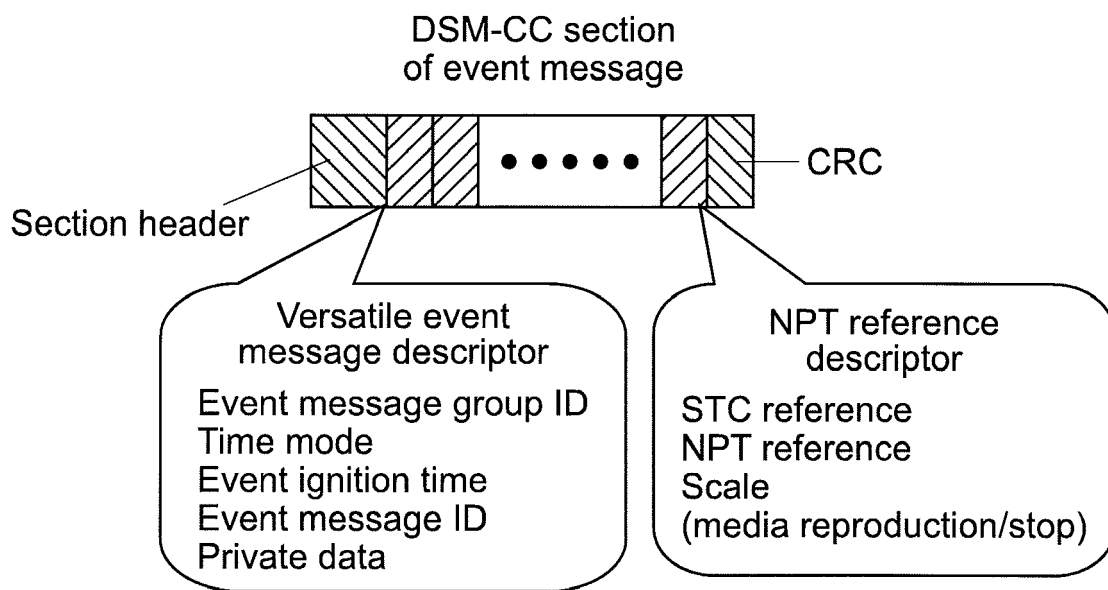 DSM-CC section
of event message
CRC
Section header
Versatile event
message descriptor
Event message group ID
Time mode
Event ignition time
Event message ID
Private data
NPT reference
descriptor
STC reference
NPT reference
Scale
(media reproduction/stop)